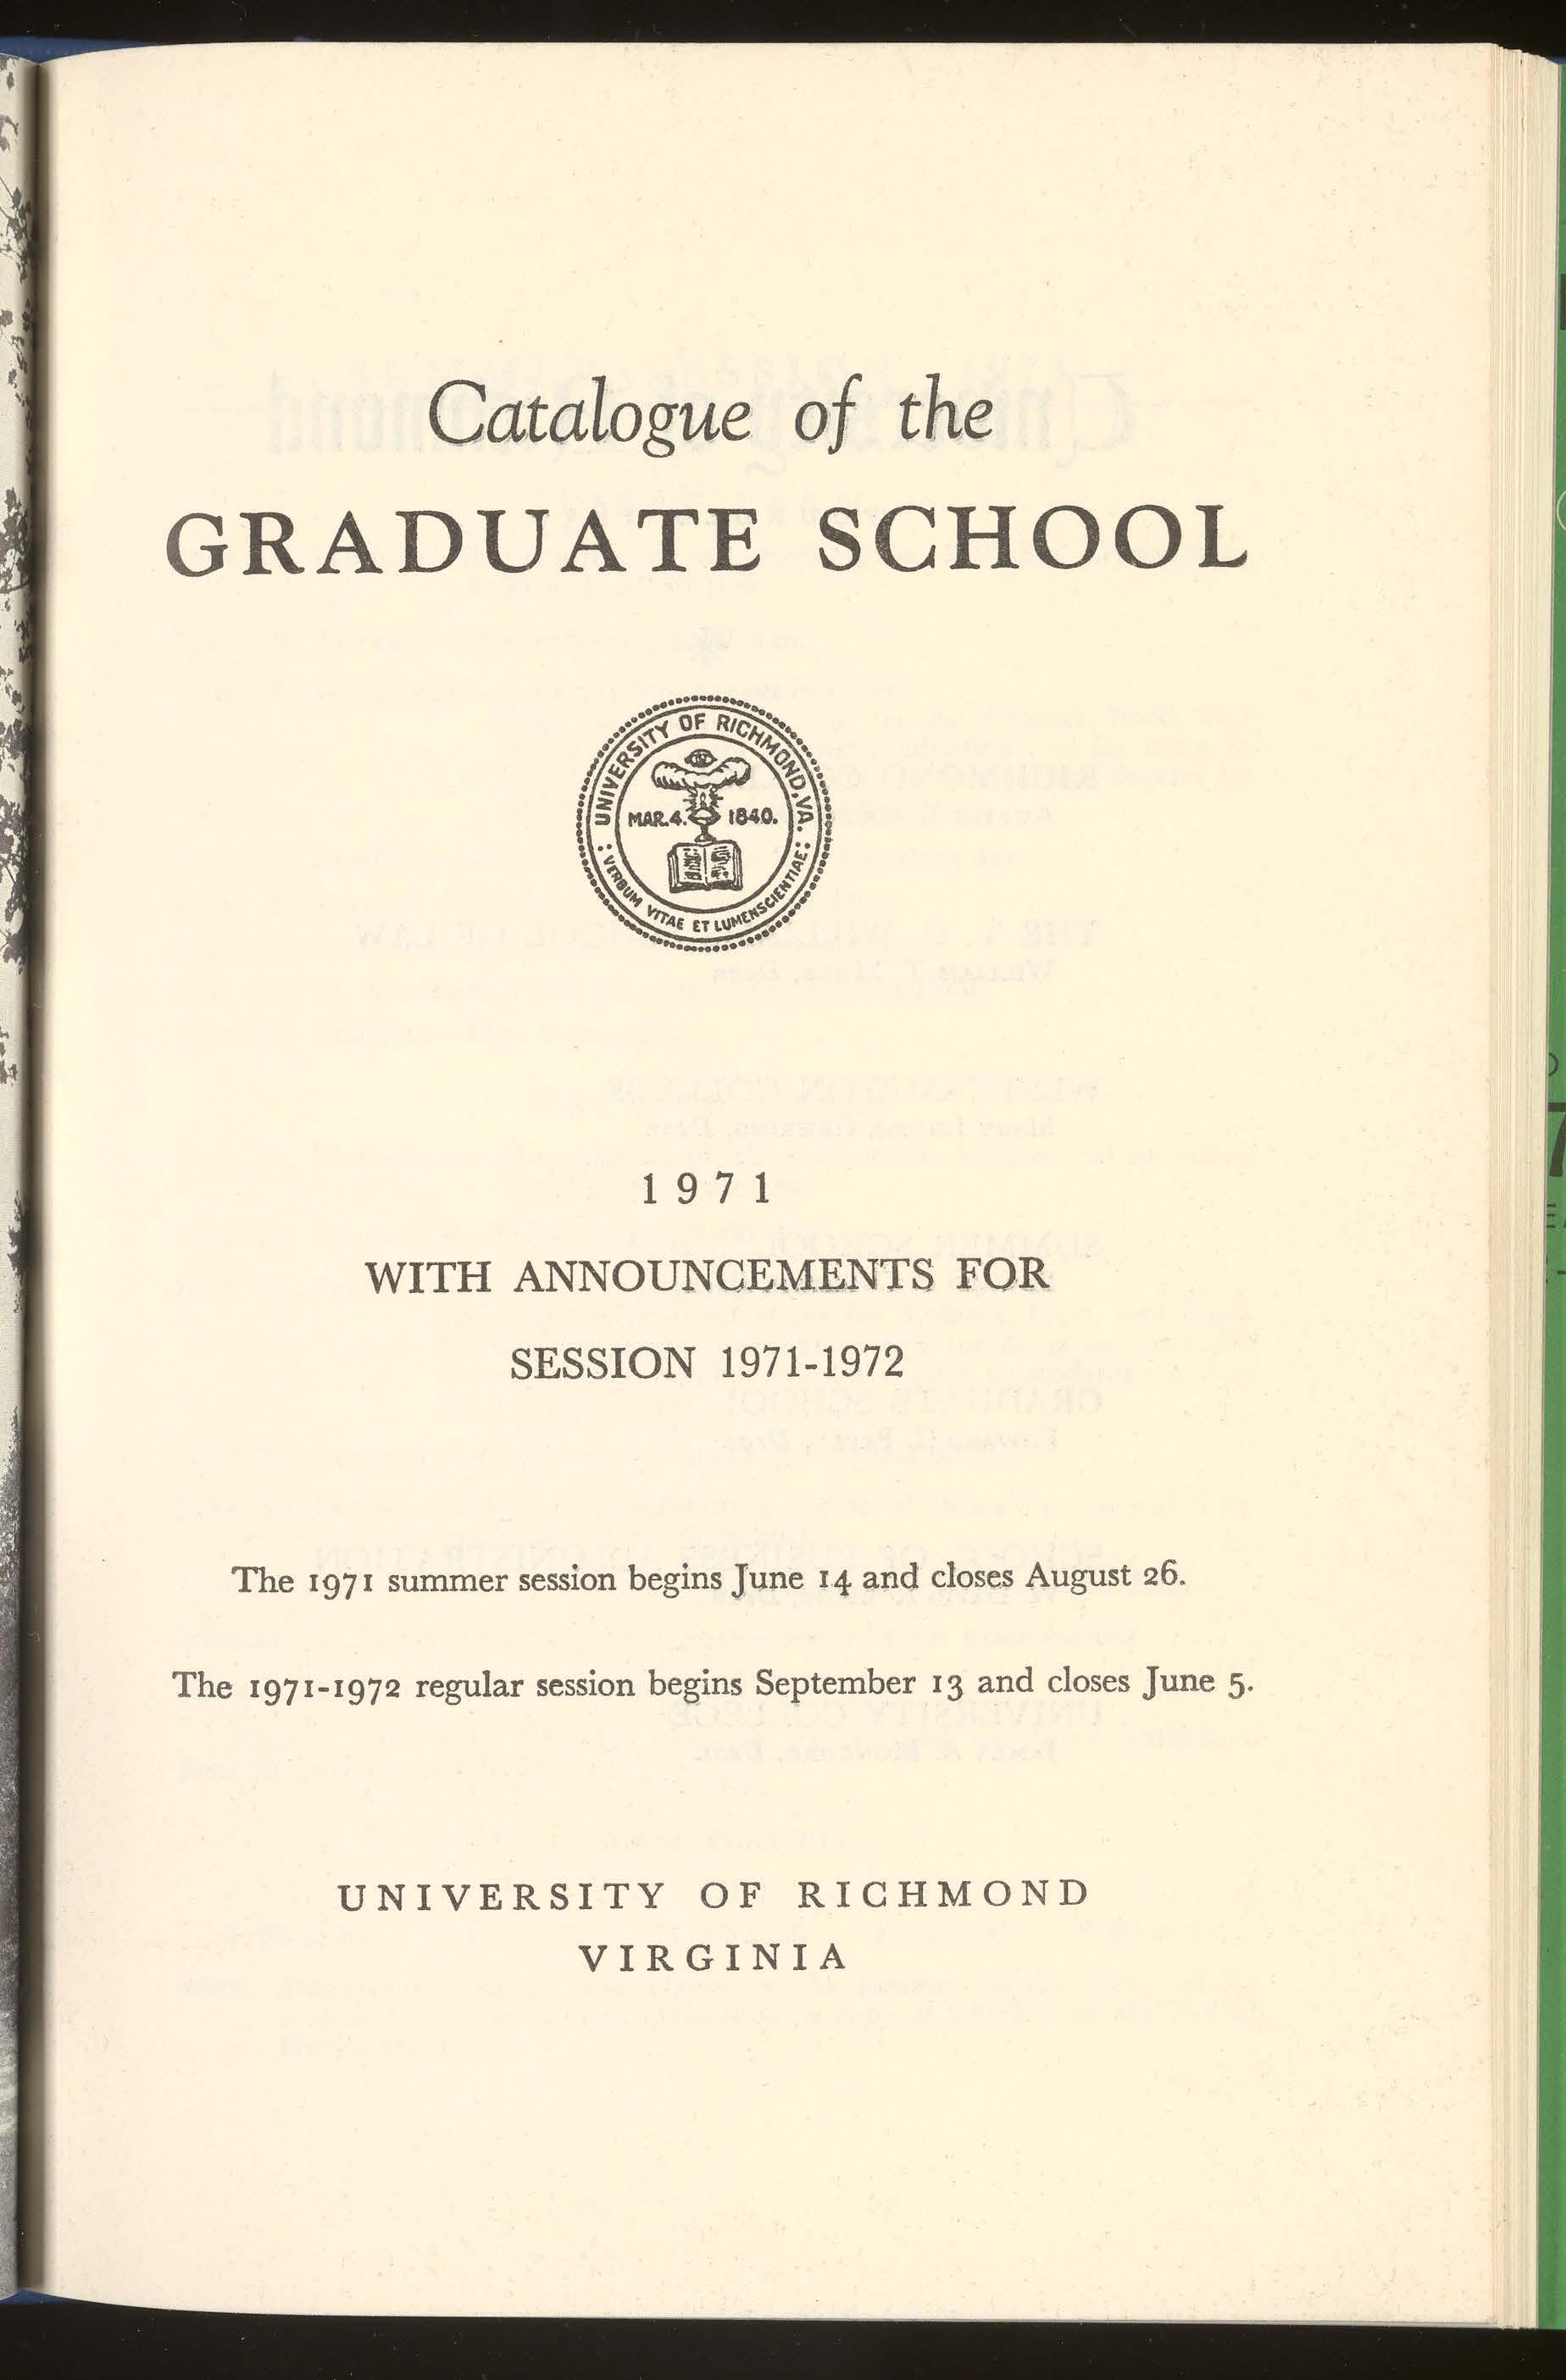 Catalogue of the
GRADUATE SCHOOL
UNIVERSITY OF RICHMOND, VA.
MAR. 4. 1840.
: VERBUM VITAE ET LUMENSCIENTIAE :
1971
WITH ANNOUNCEMENTS FOR
SESSION 1971-1972
The 1971 summer session begins June 14 and closes August 26.
The 1971-1972 regular session begins September 13 and closes June 5.
UNIVERSITY OF RICHMOND
VIRGINIA